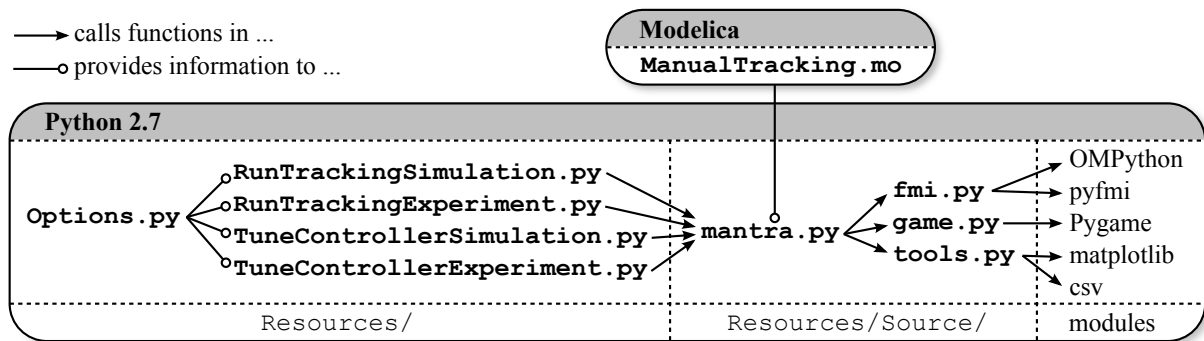 calls functions in ...
provides information to ...
Modelica
ManualTracking.mo
Python 2.7
Options.py
RunTrackingSimulation.py
RunTrackingExperiment.py
TuneControllerSimulation.py
TuneControllerExperiment.py
mantra.py
fmi.py
game.py
tools.py
OMPython
pyfmi
Pygame
matplotlib
csv
Resources/
Resources/Source/
modules